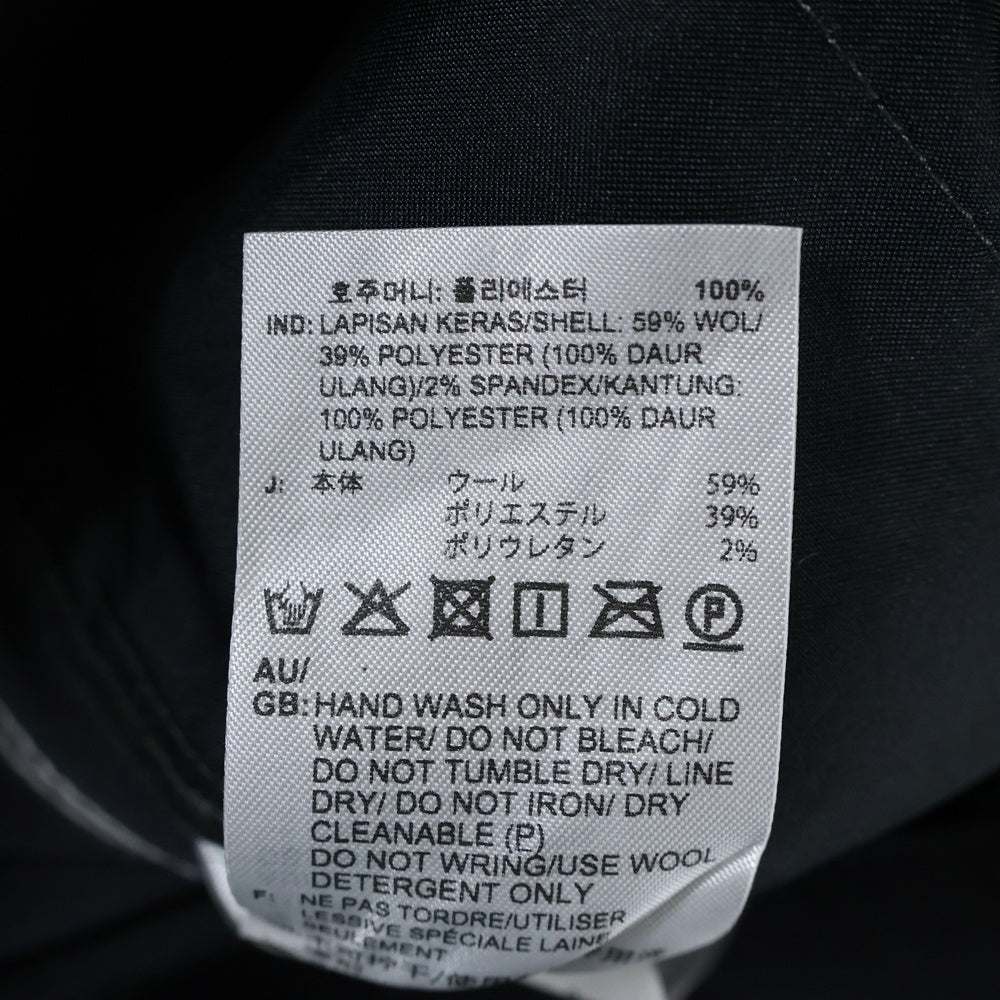 호주머니: 폴리에스터 100%
IND: LAPISAN KERAS/SHELL: 59% WOL/
39% POLYESTER (100% DAUR
ULANG)/2% SPANDEX/KANTUNG:
100% POLYESTER (100% DAUR
ULANG)
J: 本体 ウール 59%
ポリエステル 39%
ポリウレタン 2%
P
AU/
GB: HAND WASH ONLY IN COLD
WATER/ DO NOT BLEACH/
DO NOT TUMBLE DRY/ LINE
DRY/ DO NOT IRON/ DRY
CLEANABLE (P)
DO NOT WRING/USE WOOL
DETERGENT ONLY
F: NE PAS TORDRE/UTILISER
LESSIVE SPÉCIALE LAINE
SEULEMENT